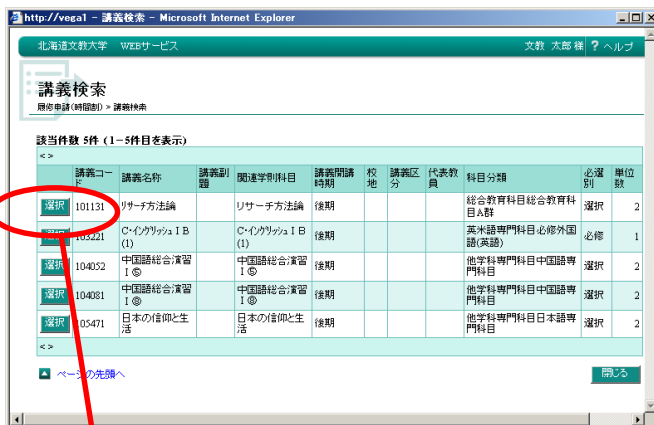 http://vega1 - 講義検索 - Microsoft Internet Explorer
北海道文教大学 WEBサービス 文教 太郎 様 ? ヘルプ
講義検索
履修申請(時間割) > 講義検索
該当件数 5件 (1-5件目を表示)
< >
講義コード 講義名称 講義副題 関連学則科目 講義開講時期 校地 講義区分 代表教員 科目分類 必選別 単位数
選択 101131 リサーチ方法論 リサーチ方法論 後期 総合教育科目総合教育科目A群 選択 2
選択 103221 C・イングリッシュ I B (1) C・イングリッシュ I B (1) 後期 英米語専門科目必修外国語(英語) 必修 1
選択 104052 中国語総合演習 I ⑤ 中国語総合演習 I ⑤ 後期 他学科専門科目中国語専門科目 選択 2
選択 104081 中国語総合演習 I ⑧ 中国語総合演習 I ⑧ 後期 他学科専門科目中国語専門科目 選択 2
選択 105471 日本の信仰と生活 日本の信仰と生活 後期 他学科専門科目日本語専門科目 選択 2
< >
ページの先頭へ 閉じる